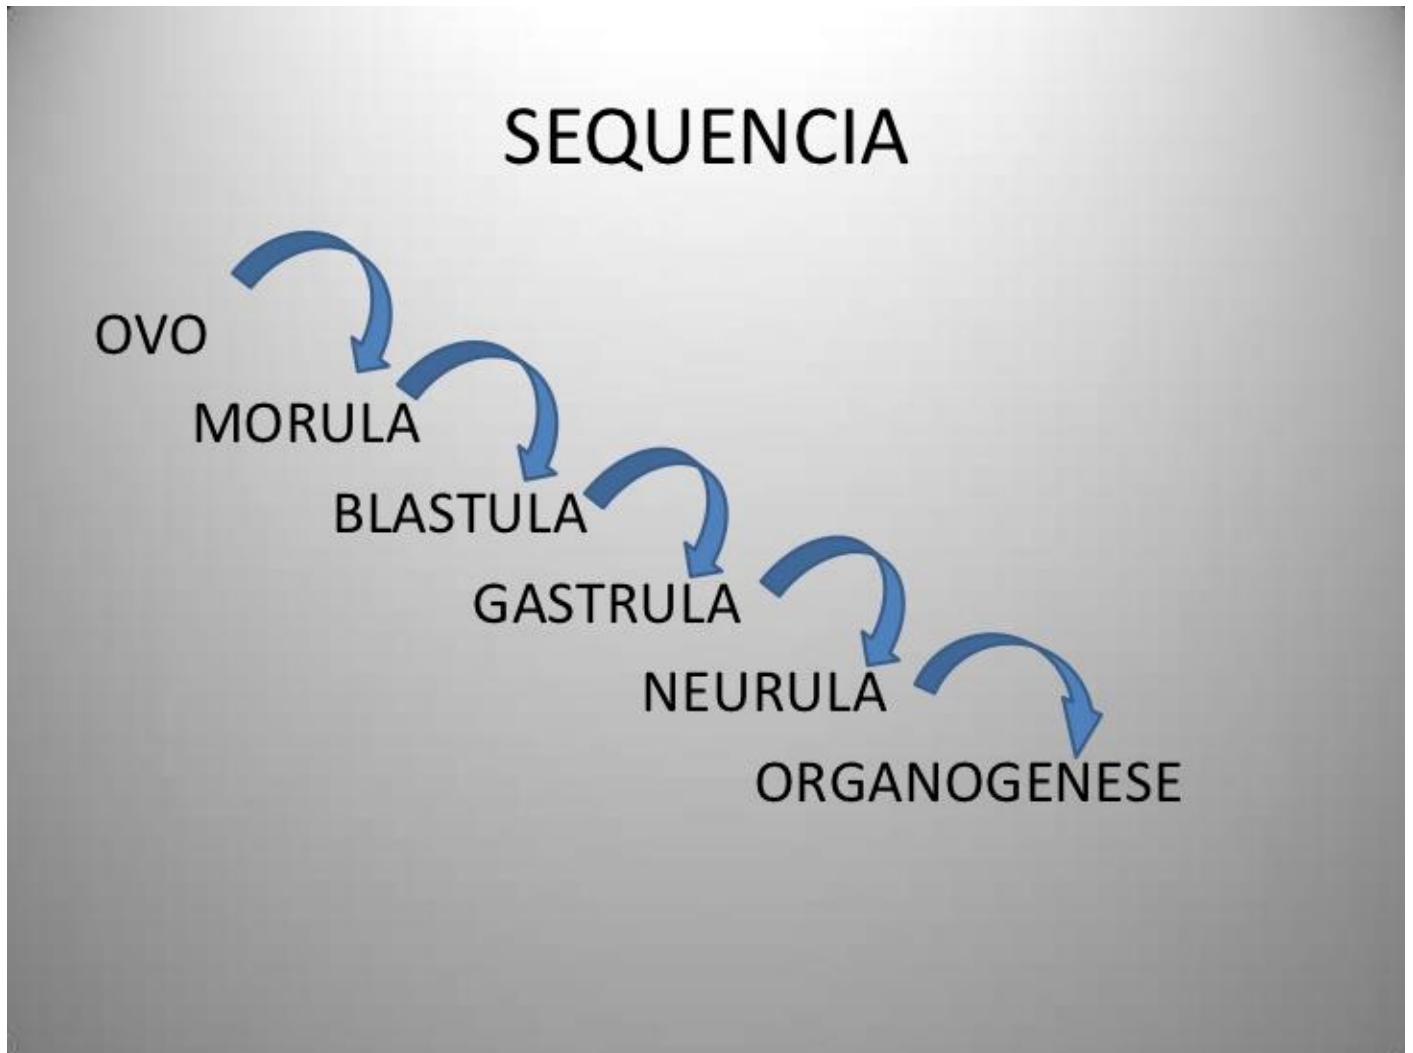 SEQUENCIA
OVO
MORULA
BLASTULA
GASTRULA
NEURULA
ORGANOGENESE